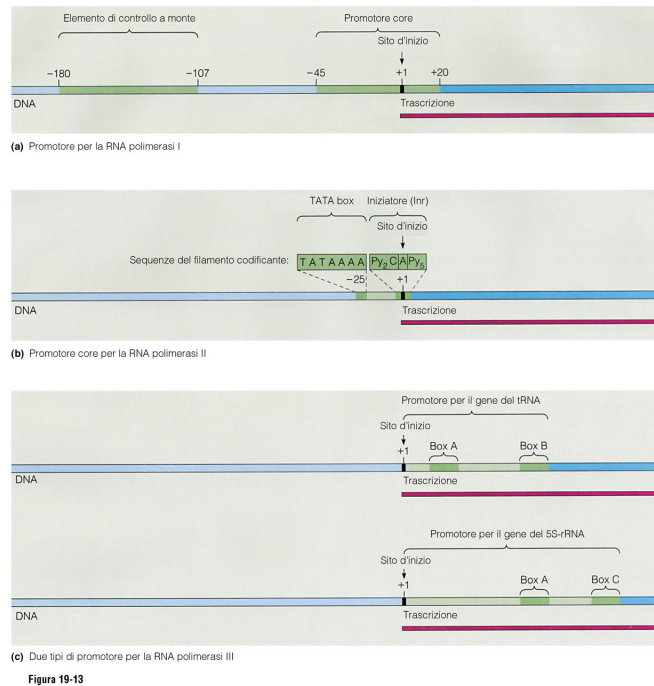 Elemento di controllo a monte
Promotore core
Sito d'inizio
−180
−107
−45
+1
+20
DNA
Trascrizione
(a) Promotore per la RNA polimerasi I
TATA box
Iniziatore (Inr)
Sito d'inizio
Sequenze del filamento codificante:
T A T A A A A
Py2 C A Py5
−25
+1
DNA
Trascrizione
(b) Promotore core per la RNA polimerasi II
Promotore per il gene del tRNA
Sito d'inizio
+1
Box A
Box B
DNA
Trascrizione
Promotore per il gene del 5S-rRNA
Sito d'inizio
+1
Box A
Box C
DNA
Trascrizione
(c) Due tipi di promotore per la RNA polimerasi III
Figura 19-13